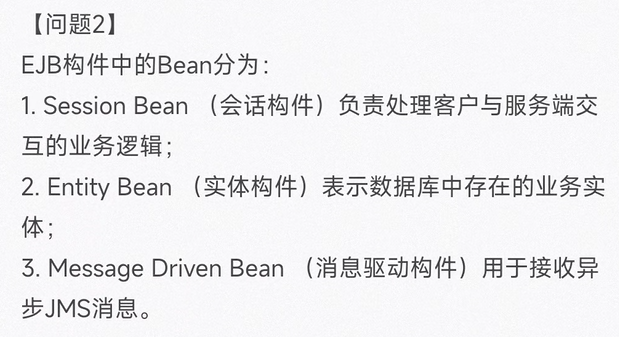 【问题2】
EJB构件中的Bean分为：
1. Session Bean （会话构件）负责处理客户与服务端交
互的业务逻辑；
2. Entity Bean （实体构件）表示数据库中存在的业务实
体；
3. Message Driven Bean （消息驱动构件）用于接收异
步JMS消息。